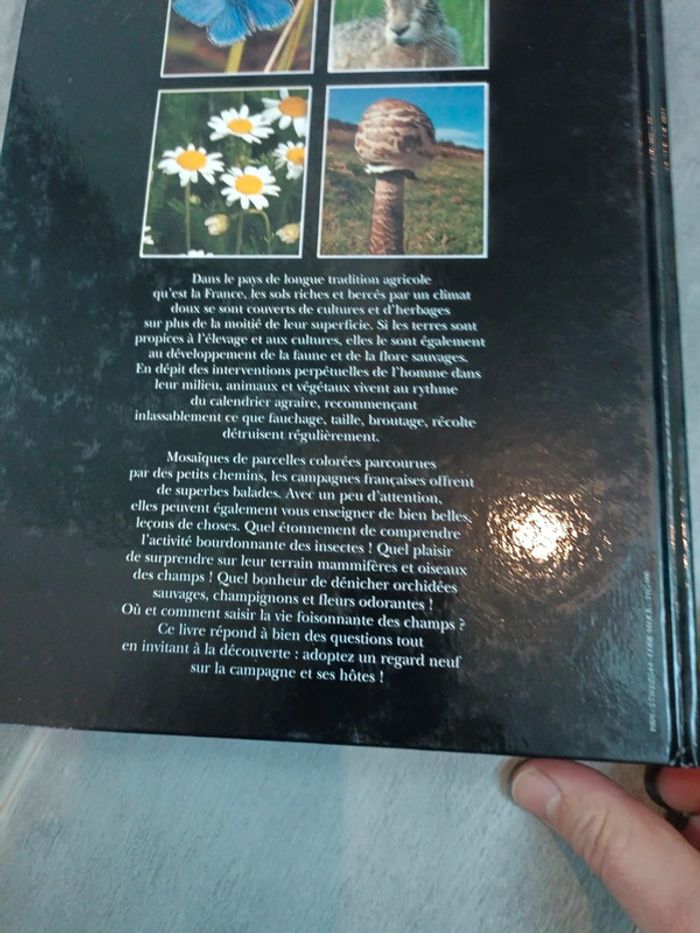 Dans le pays de longue tradition agricole
qu'est la France, les sols riches et bercés par un climat
doux se sont couverts de cultures et d'herbages
sur plus de la moitié de leur superficie. Si les terres sont
propices à l'élevage et aux cultures, elles le sont également
au développement de la faune et de la flore sauvages.
En dépit des interventions perpétuelles de l'homme dans
leur milieu, animaux et végétaux vivent au rythme
du calendrier agraire, recommençant
inlassablement ce que fauchage, taille, broutage, récolte
détruisent régulièrement.
Mosaïques de parcelles colorées parcourues
par des petits chemins, les campagnes françaises offrent
de superbes balades. Avec un peu d'attention,
elles peuvent également vous enseigner de bien belles
leçons de choses. Quel étonnement de comprendre
l'activité bourdonnante des insectes ! Quel plaisir
de surprendre sur leur terrain mammifères et oiseaux
des champs ! Quel bonheur de dénicher orchidées
sauvages, champignons et fleurs odorantes !
Où et comment saisir la vie foisonnante des champs ?
Ce livre répond à bien des questions tout
en invitant à la découverte : adoptez un regard neuf
sur la campagne et ses hôtes !